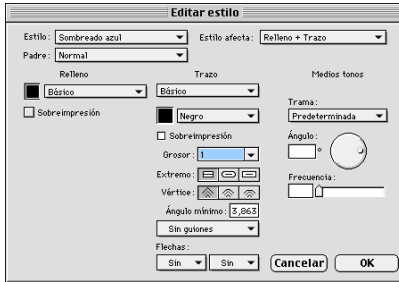 Editar estilo
Estilo: Sombreado azul Estilo afecta: Relleno + Trazo
Padre: Normal
Relleno Trazo Medios tonos
Básico Básico
Sobreimpresión Negro Trama:
Predeterminada
Sobreimpresión Ángulo:
Grosor: 1 °
Extremo: Frecuencia:
Vértice:
Ángulo mínimo: 3,863
Sin guiones
Flechas:
Sin Sin Cancelar OK